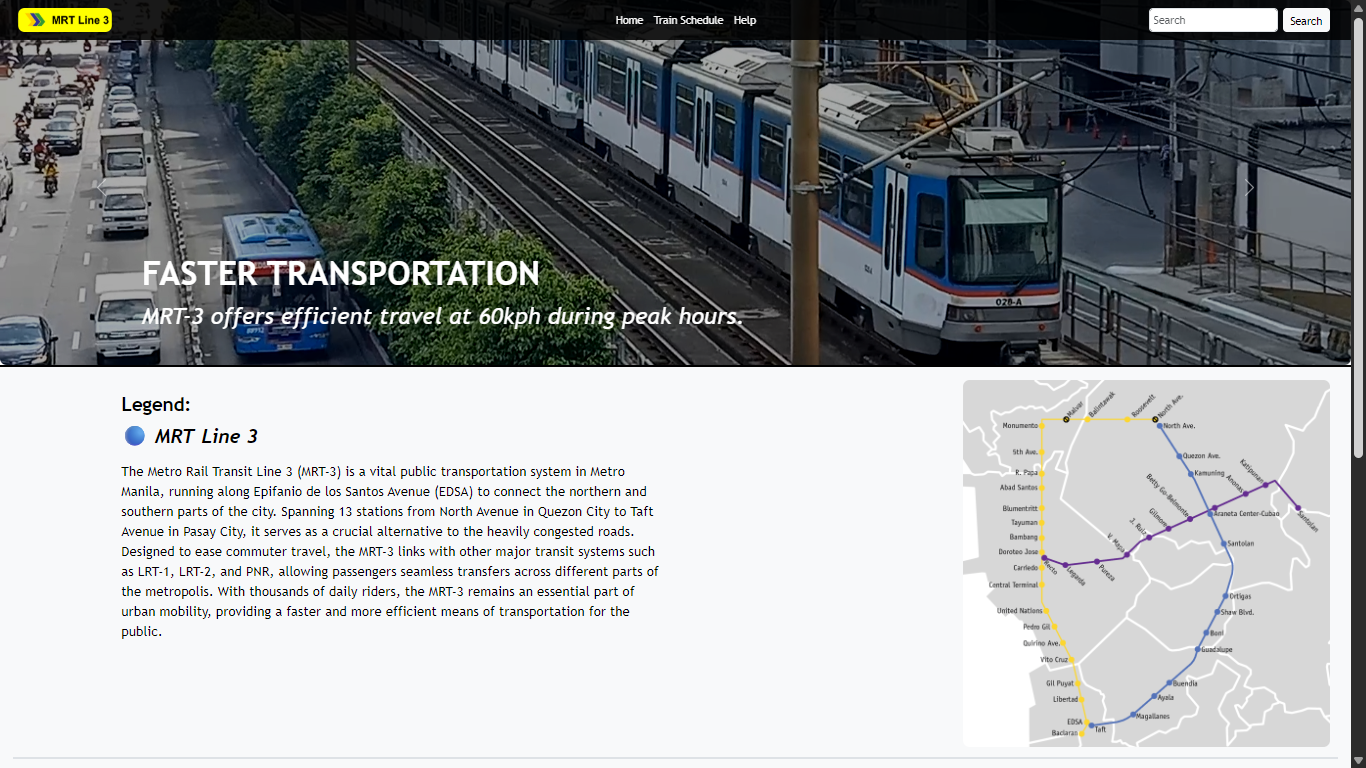 MRT Line 3
Home Train Schedule Help
Search
Search
FASTER TRANSPORTATION
MRT-3 offers efficient travel at 60kph during peak hours.
028-A
Legend:
MRT Line 3
The Metro Rail Transit Line 3 (MRT-3) is a vital public transportation system in Metro
Manila, running along Epifanio de los Santos Avenue (EDSA) to connect the northern and
southern parts of the city. Spanning 13 stations from North Avenue in Quezon City to Taft
Avenue in Pasay City, it serves as a crucial alternative to the heavily congested roads.
Designed to ease commuter travel, the MRT-3 links with other major transit systems such
as LRT-1, LRT-2, and PNR, allowing passengers seamless transfers across different parts of
the metropolis. With thousands of daily riders, the MRT-3 remains an essential part of
urban mobility, providing a faster and more efficient means of transportation for the
public.
Malvar
Balintawak
Roosevelt
North Ave.
Monumento
North Ave.
5th Ave.
Quezon Ave.
R. Papa
Kamuning
Abad Santos
Katipunan
Anonas
Betty Go-Belmonte
Blumentritt
Gilmore
Araneta Center-Cubao
Tayuman
J. Ruiz
Santolan
Bambang
V. Mapa
Santolan
Doroteo Jose
Carriedo
Recto
Legarda
Pureza
Central Terminal
Ortigas
United Nations
Shaw Blvd.
Pedro Gil
Boni
Quirino Ave.
Guadalupe
Vito Cruz
Gil Puyat
Buendia
Libertad
Ayala
Magallanes
EDSA
Taft
Baclaran